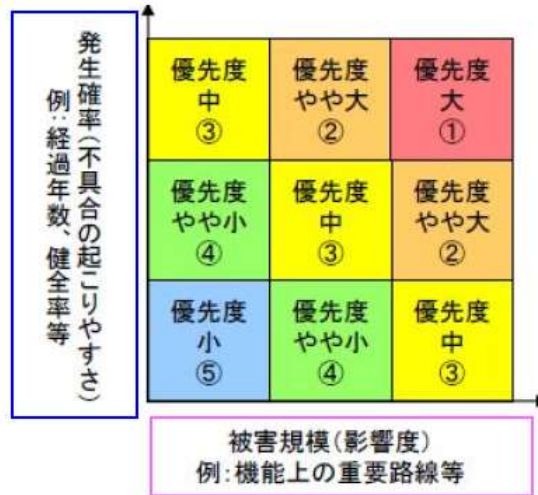 発生確率(不具合の起こりやすさ)
例:経過年数、健全率等
優先度
中
③
優先度
やや大
②
優先度
大
①
優先度
やや小
④
優先度
中
③
優先度
やや大
②
優先度
小
⑤
優先度
やや小
④
優先度
中
③
被害規模(影響度)
例:機能上の重要路線等